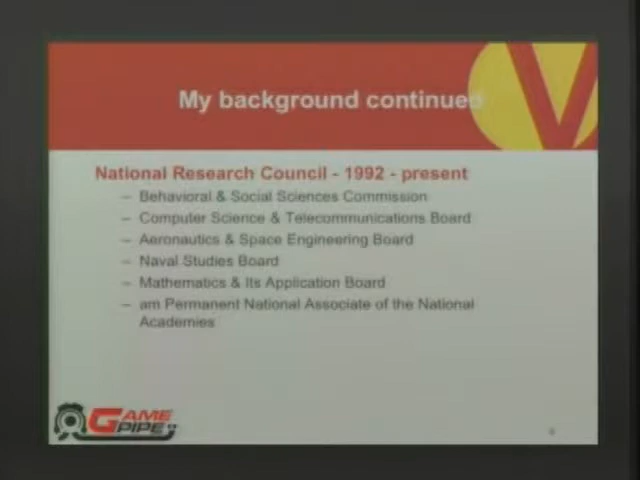 My background continued
National Research Council - 1992 - present
– Behavioral & Social Sciences Commission
– Computer Science & Telecommunications Board
– Aeronautics & Space Engineering Board
– Naval Studies Board
– Mathematics & Its Application Board
– am Permanent National Associate of the National
Academies
GAME
PIPE